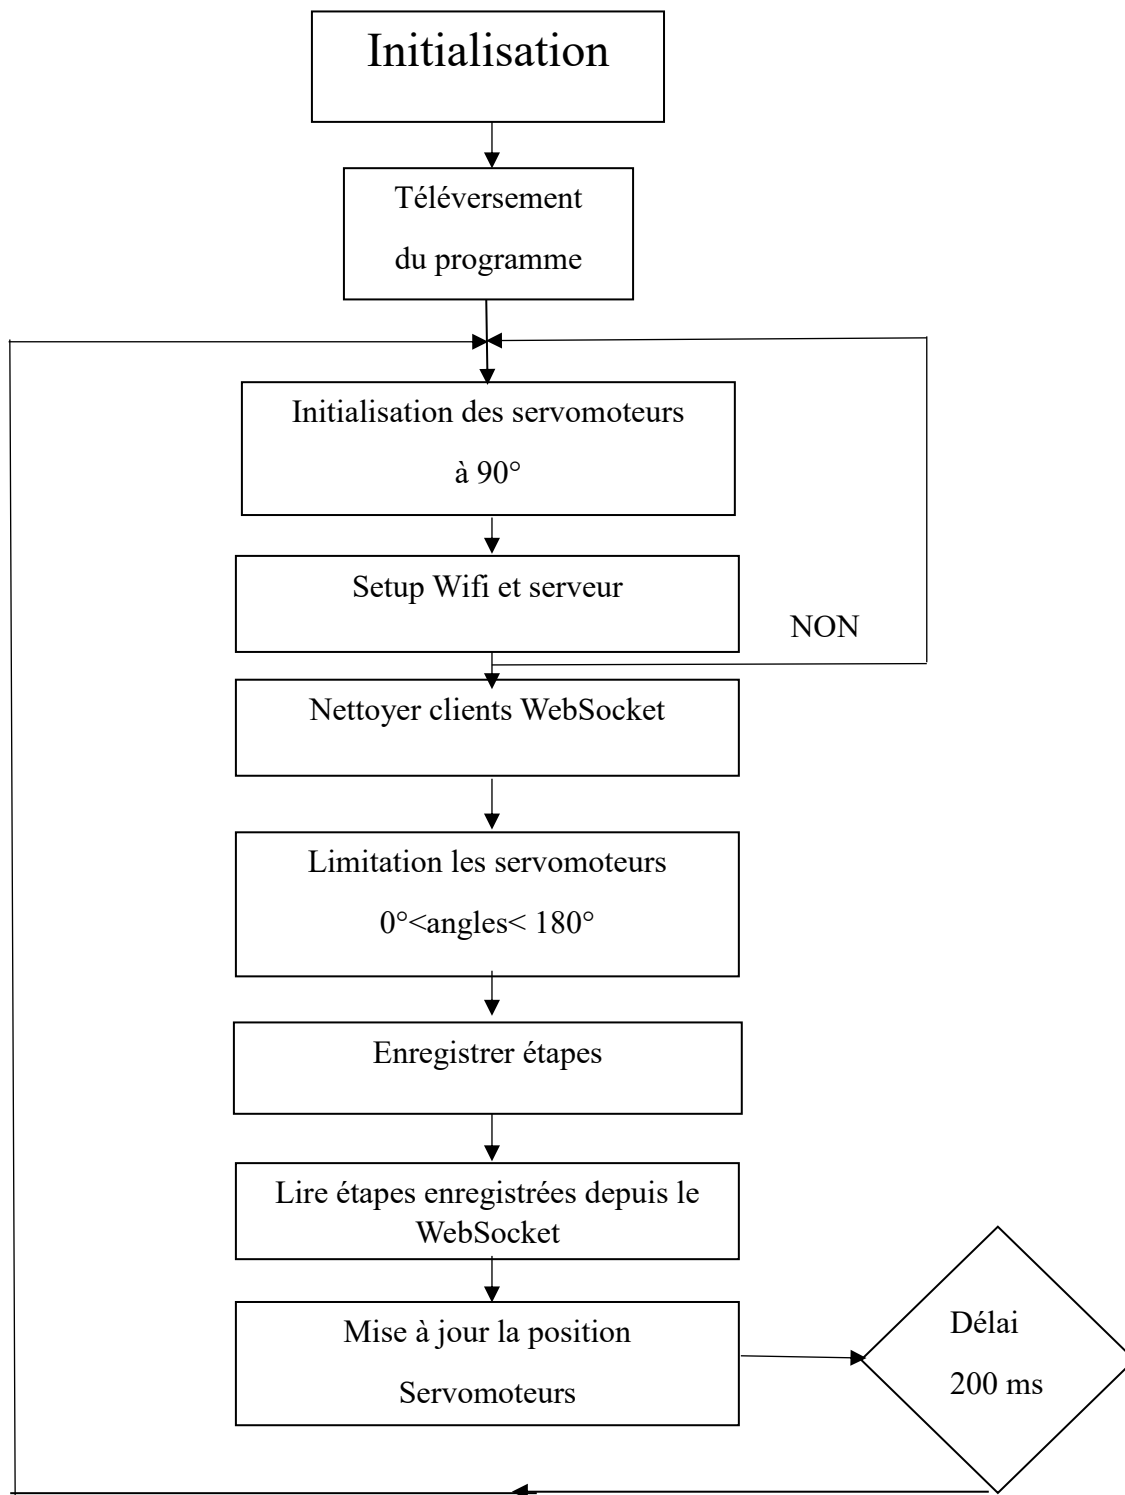 Initialisation
Téléversement
du programme
Initialisation des servomoteurs
à 90°
Setup Wifi et serveur
NON
Nettoyer clients WebSocket
Limitation les servomoteurs
0°<angles< 180°
Enregistrer étapes
Lire étapes enregistrées depuis le
WebSocket
Mise à jour la position
Servomoteurs
Délai
200 ms